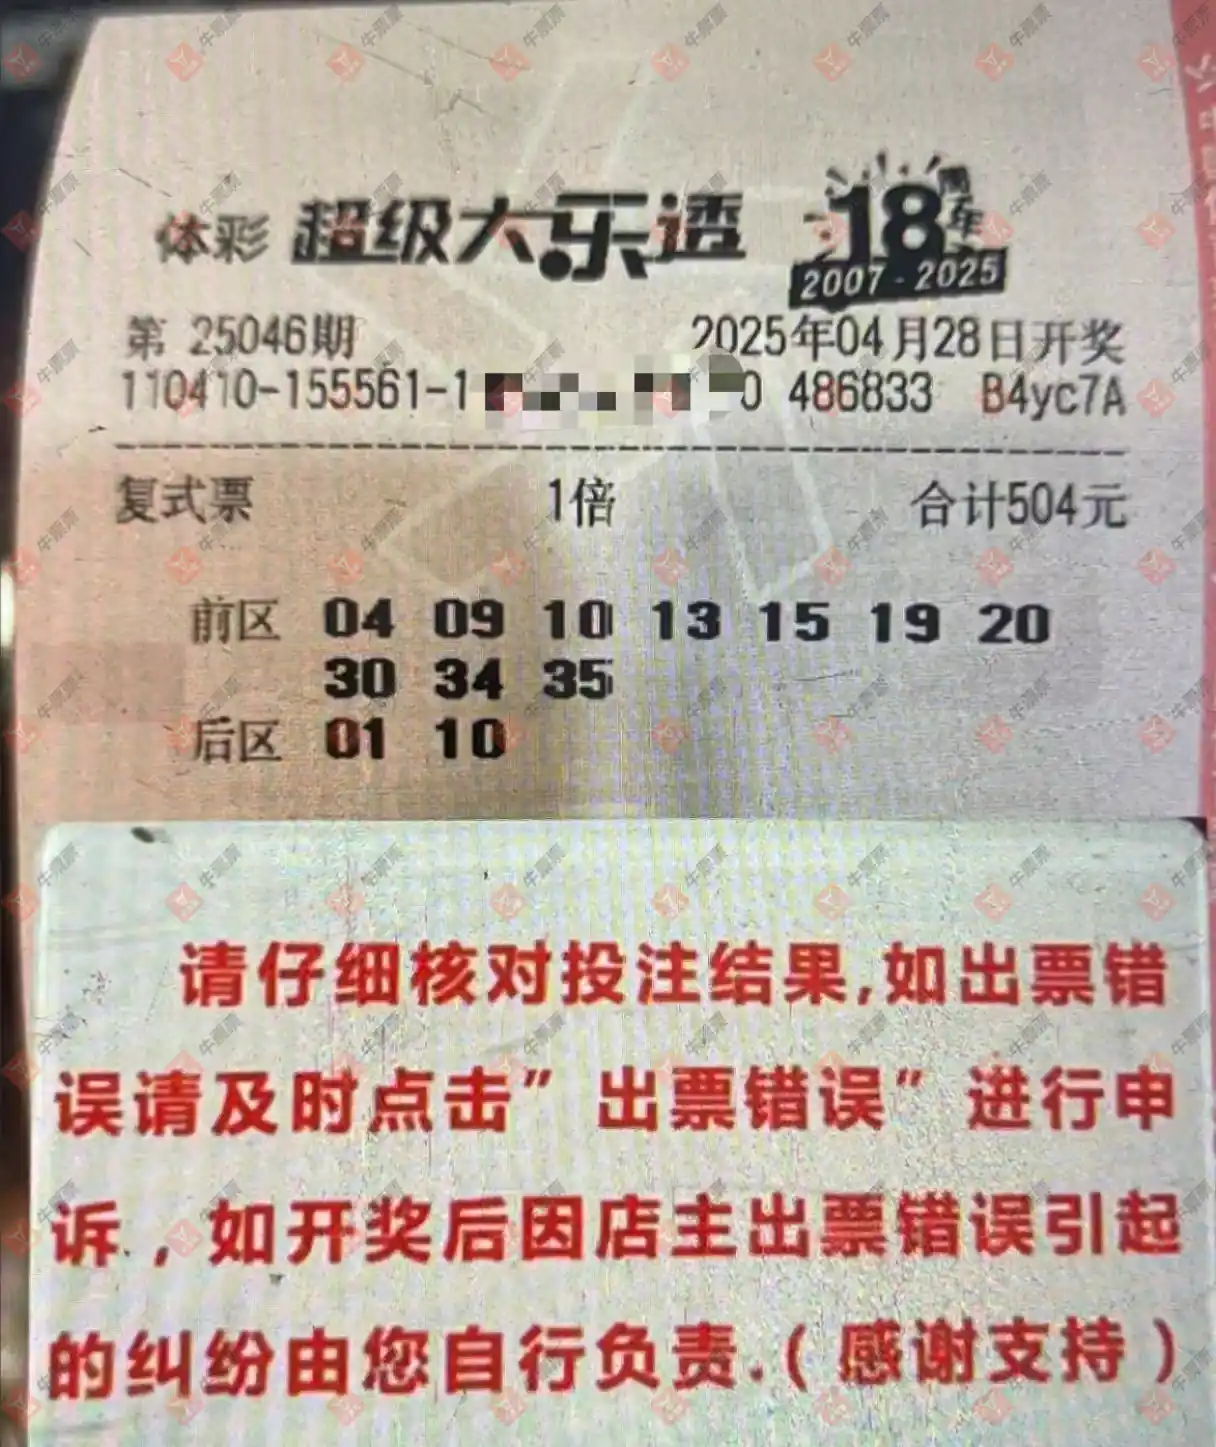 体彩 超级大乐透 18周年
2007-2025
第 25046期 2025年04月28日开奖
110410-155561-1 0 486833 B4yc7A
复式票 1倍 合计504元
前区 04 09 10 13 15 19 20
30 34 35
后区 01 10
请仔细核对投注结果,如出票错
误请及时点击”出票错误”进行申
诉，如开奖后因店主出票错误引起
的纠纷由您自行负责.(感谢支持)
牛票票